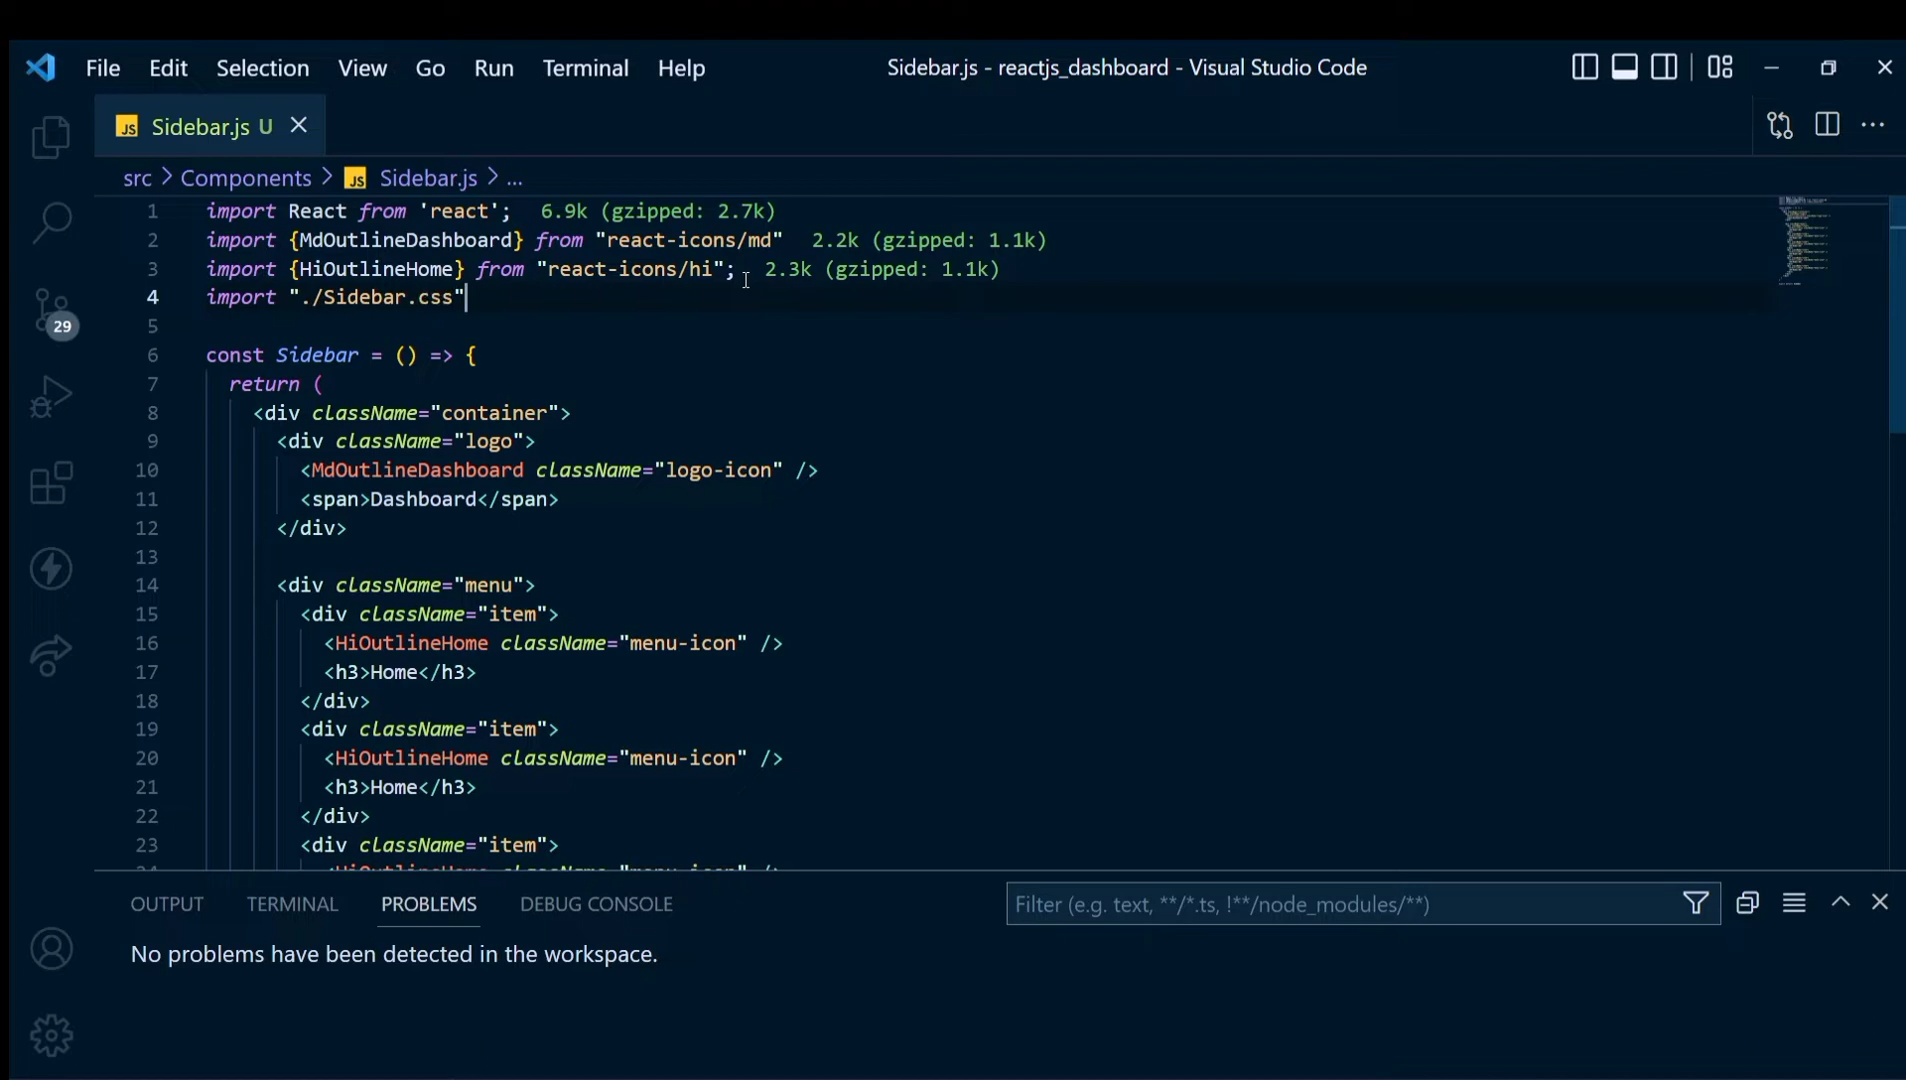 File Edit Selection View Go Run Terminal Help Sidebar.js - reactjs_dashboard - Visual Studio Code
JS Sidebar.js U
src > Components > JS Sidebar.js > ...
1 import React from 'react'; 6.9k (gzipped: 2.7k)
2 import {MdOutlineDashboard} from "react-icons/md" 2.2k (gzipped: 1.1k)
3 import {HiOutlineHome} from "react-icons/hi"; 2.3k (gzipped: 1.1k)
4 import "./Sidebar.css"
29
5
6 const Sidebar = () => {
7 return (
8 <div className="container">
9 <div className="logo">
10 <MdOutlineDashboard className="logo-icon" />
11 <span>Dashboard</span>
12 </div>
13
14 <div className="menu">
15 <div className="item">
16 <HiOutlineHome className="menu-icon" />
17 <h3>Home</h3>
18 </div>
19 <div className="item">
20 <HiOutlineHome className="menu-icon" />
21 <h3>Home</h3>
22 </div>
23 <div className="item">
OUTPUT TERMINAL PROBLEMS DEBUG CONSOLE Filter (e.g. text, **/*.ts, !**/node_modules/**)
No problems have been detected in the workspace.